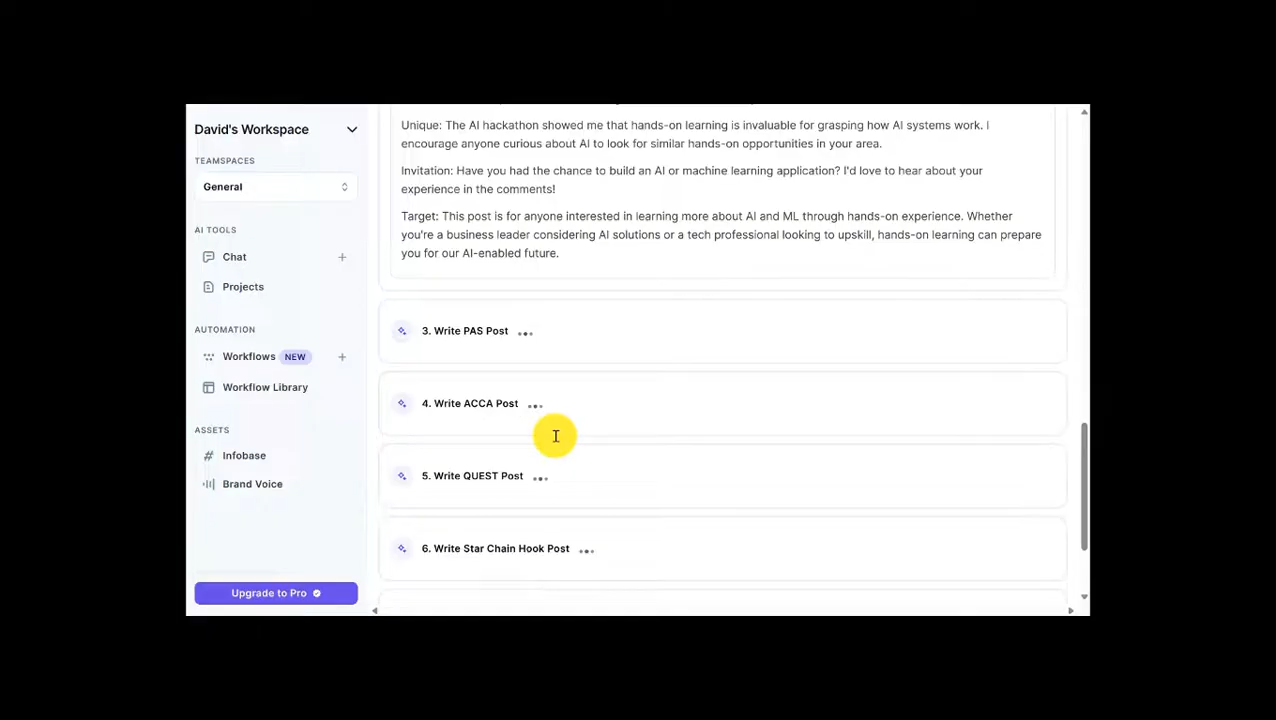 David's Workspace
TEAMSPACES
General
AI TOOLS
Chat
Projects
AUTOMATION
Workflows NEW
Workflow Library
ASSETS
Infobase
Brand Voice
Upgrade to Pro
Unique: The AI hackathon showed me that hands-on learning is invaluable for grasping how AI systems work. I
encourage anyone curious about AI to look for similar hands-on opportunities in your area.
Invitation: Have you had the chance to build an AI or machine learning application? I'd love to hear about your
experience in the comments!
Target: This post is for anyone interested in learning more about AI and ML through hands-on experience. Whether
you're a business leader considering AI solutions or a tech professional looking to upskill, hands-on learning can prepare
you for our AI-enabled future.
3. Write PAS Post
4. Write ACCA Post
5. Write QUEST Post
6. Write Star Chain Hook Post